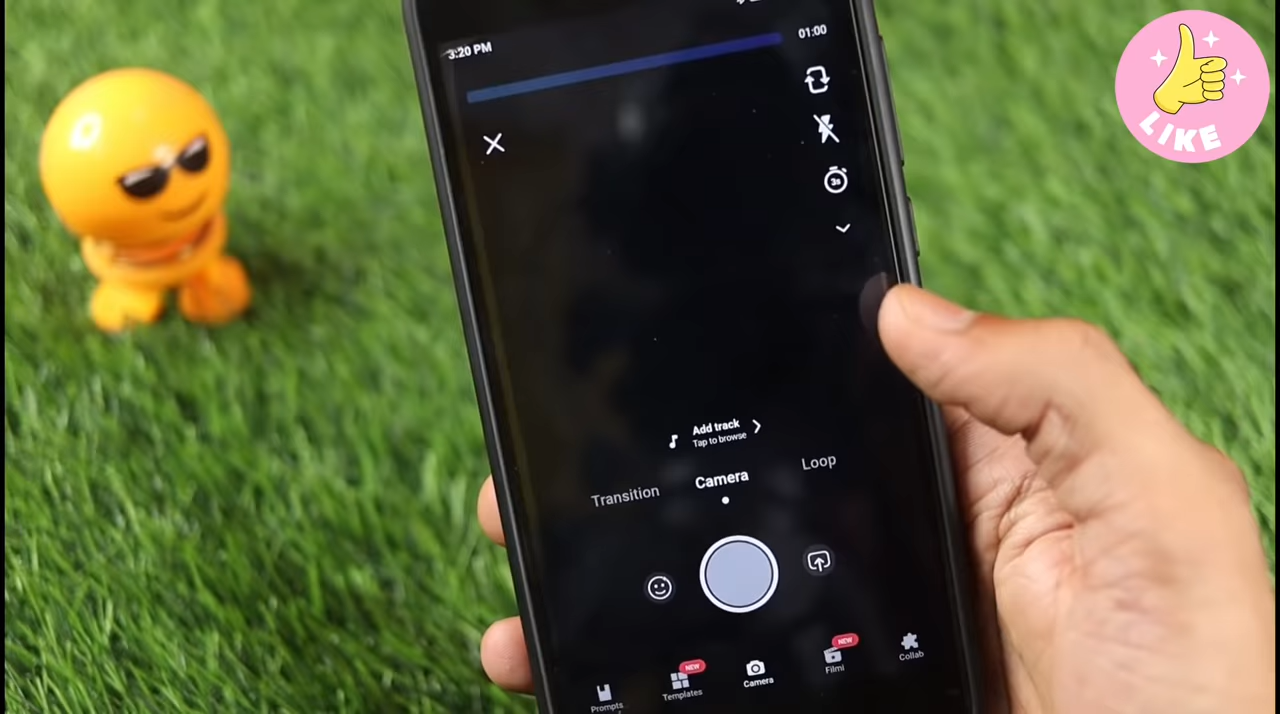 3:20 PM
01:00
LIKE
3s
Add track
Tap to browse
Transition
Camera
Loop
NEW
NEW
Prompts
Templates
Camera
Filmi
Collab